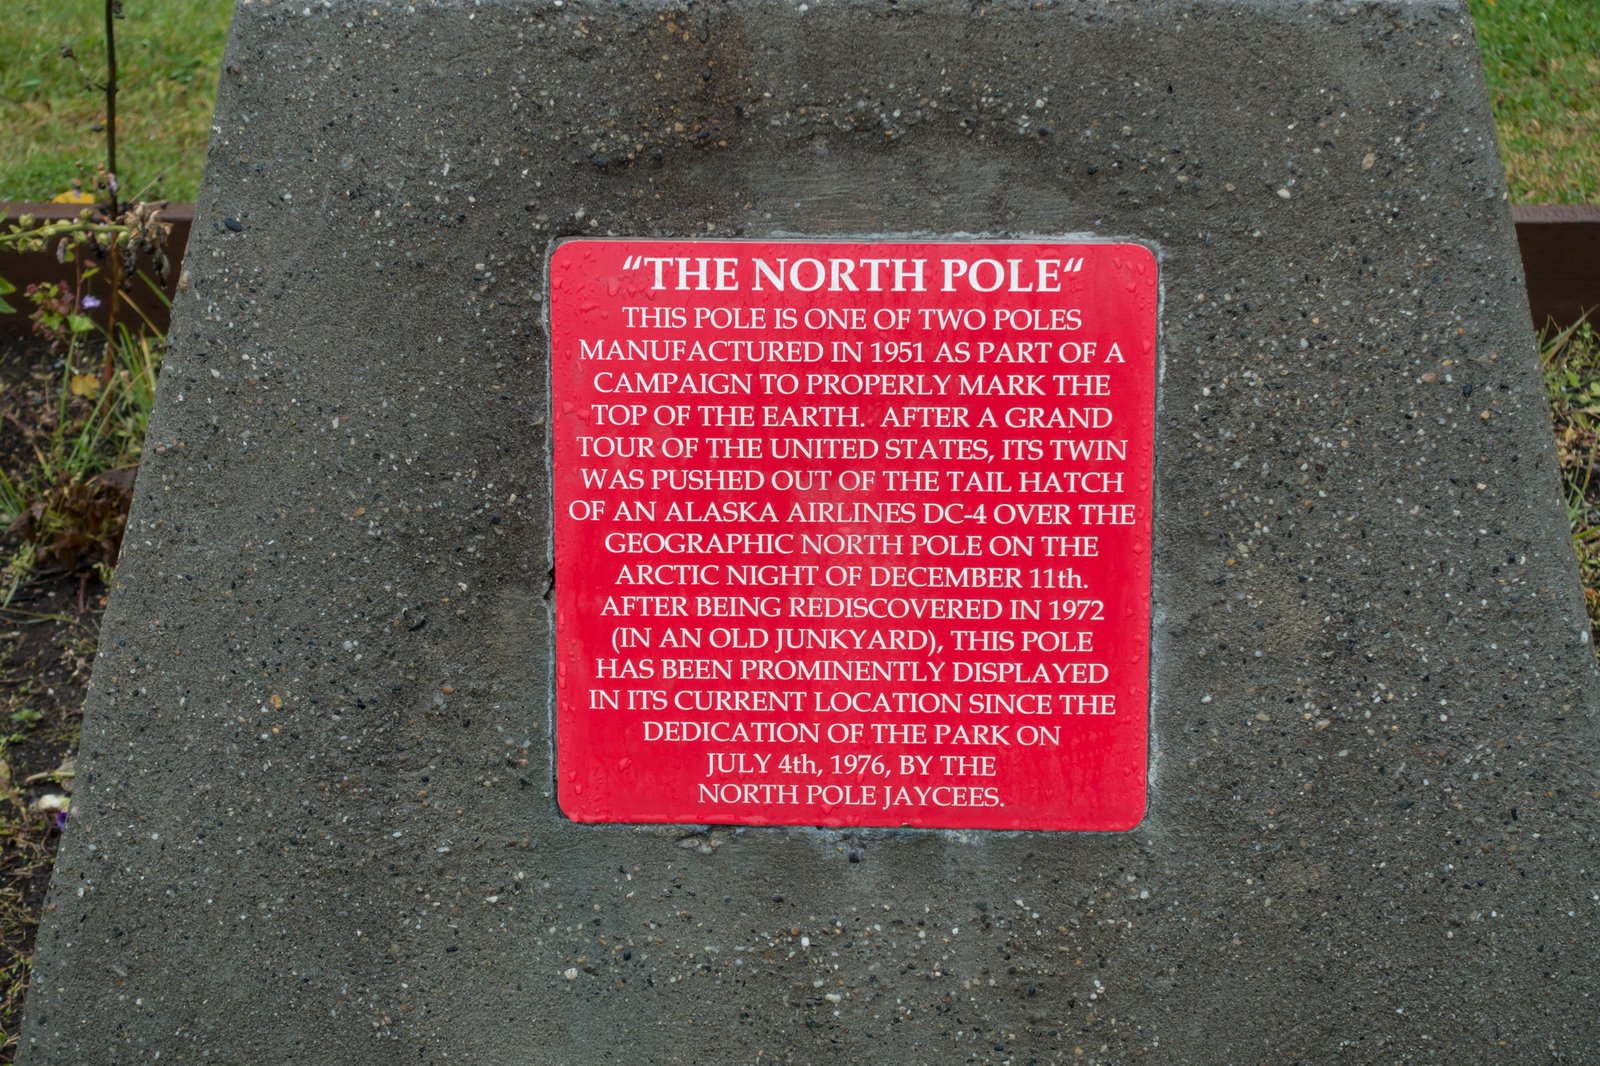 “THE NORTH POLE“
THIS POLE IS ONE OF TWO POLES
MANUFACTURED IN 1951 AS PART OF A
CAMPAIGN TO PROPERLY MARK THE
TOP OF THE EARTH.  AFTER A GRAND
TOUR OF THE UNITED STATES, ITS TWIN
WAS PUSHED OUT OF THE TAIL HATCH
OF AN ALASKA AIRLINES DC-4 OVER THE
GEOGRAPHIC NORTH POLE ON THE
ARCTIC NIGHT OF DECEMBER 11th.
AFTER BEING REDISCOVERED IN 1972
(IN AN OLD JUNKYARD), THIS POLE
HAS BEEN PROMINENTLY DISPLAYED
IN ITS CURRENT LOCATION SINCE THE
DEDICATION OF THE PARK ON
JULY 4th, 1976, BY THE
NORTH POLE JAYCEES.